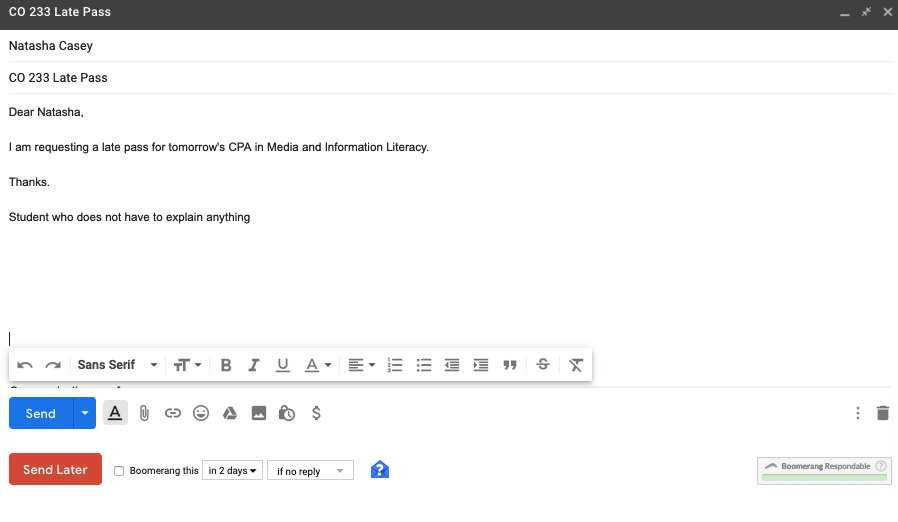 CO 233 Late Pass
Natasha Casey
CO 233 Late Pass
Dear Natasha,
I am requesting a late pass for tomorrow's CPA in Media and Information Literacy.
Thanks.
Student who does not have to explain anything
Sans Serif
Send
Send Later
Boomerang this in 2 days if no reply
Boomerang Respondable